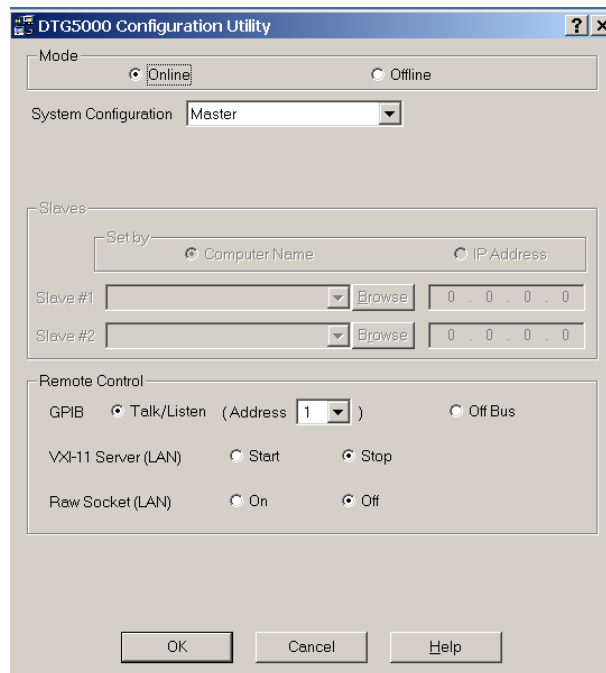 DTG5000 Configuration Utility
Mode
Online Offline
System Configuration Master
Slaves
Set by
Computer Name IP Address
Slave #1 Browse 0 . 0 . 0 . 0
Slave #2 Browse 0 . 0 . 0 . 0
Remote Control
GPIB Talk/Listen (Address 1 ) Off Bus
VXI-11 Server (LAN) Start Stop
Raw Socket (LAN) On Off
OK Cancel Help